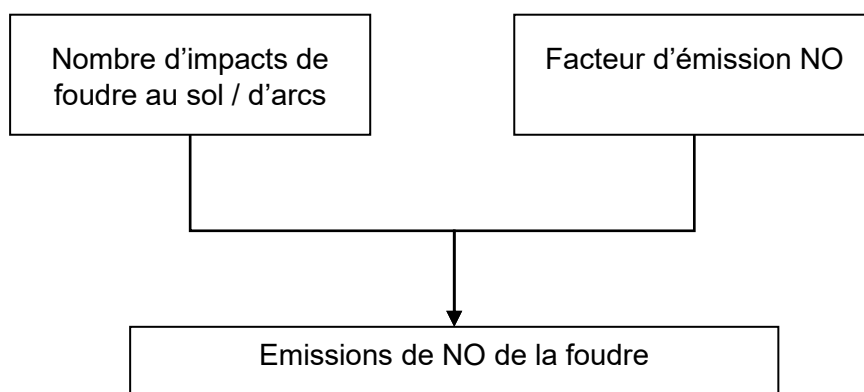 Nombre d’impacts de
foudre au sol / d’arcs
Facteur d’émission NO
Emissions de NO de la foudre